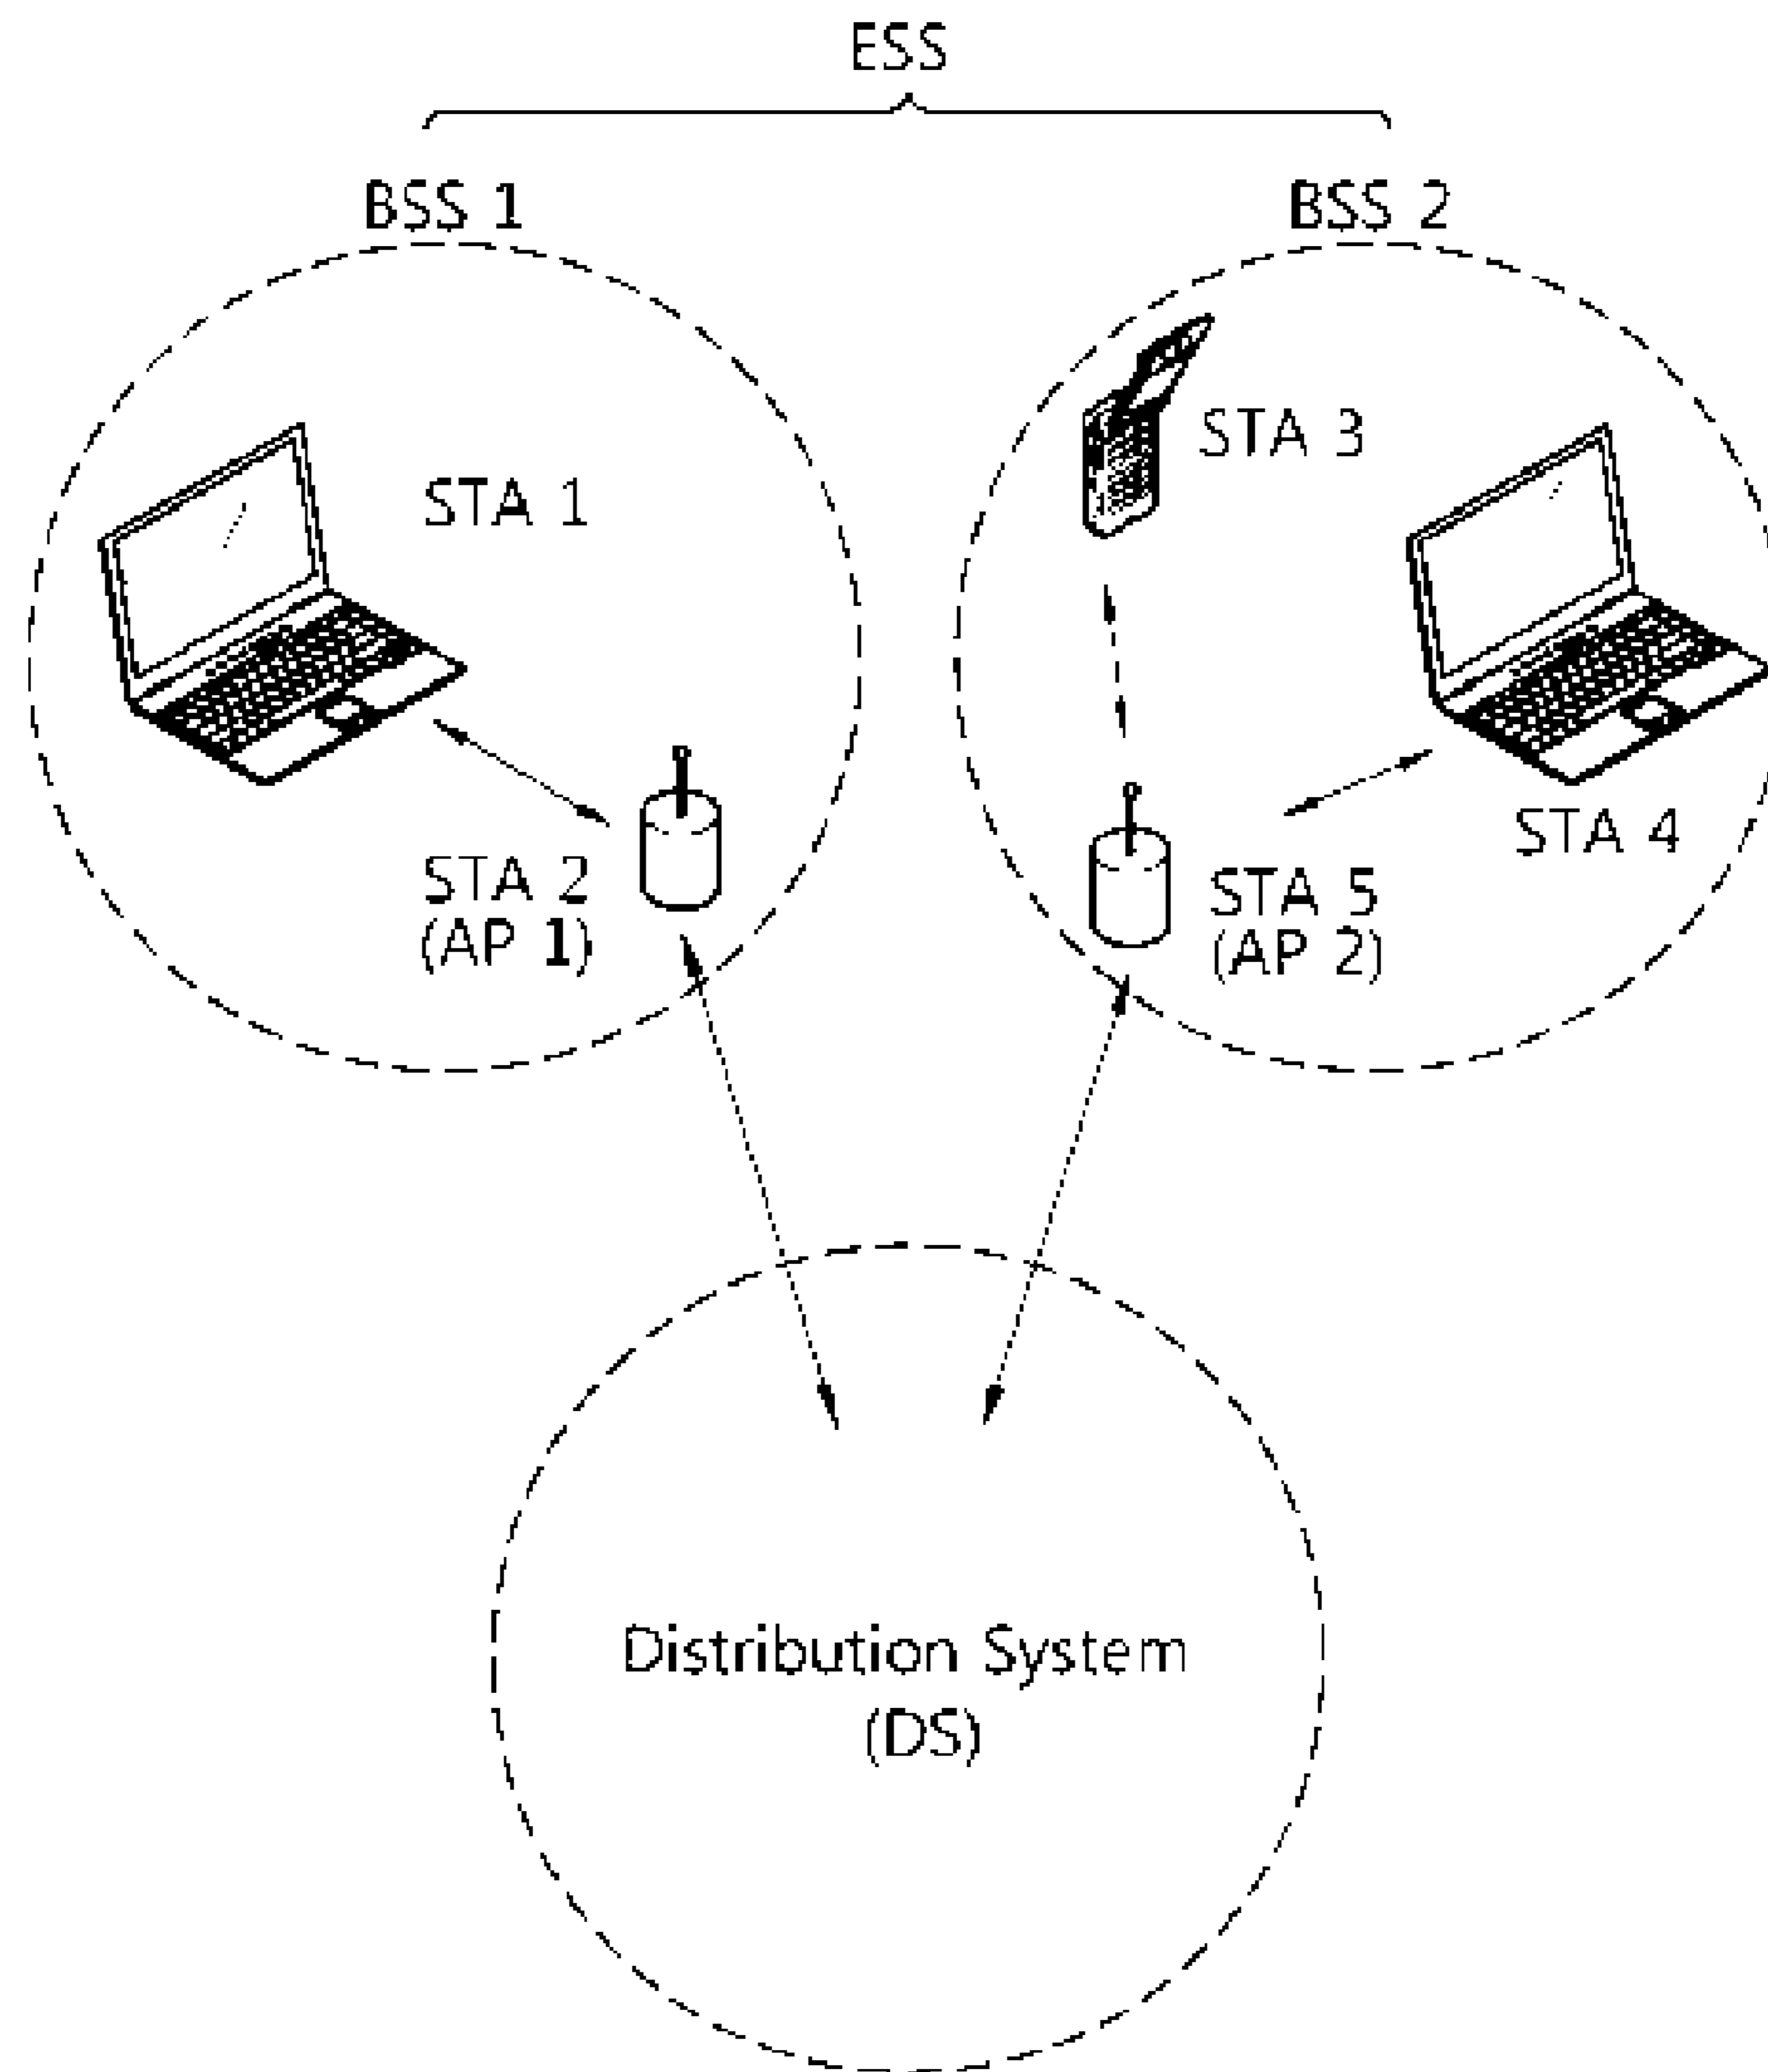 ESS
BSS 1
BSS 2
STA 1
STA 2
(AP 1)
STA 3
STA 4
STA 5
(AP 2)
Distribution System
(DS)